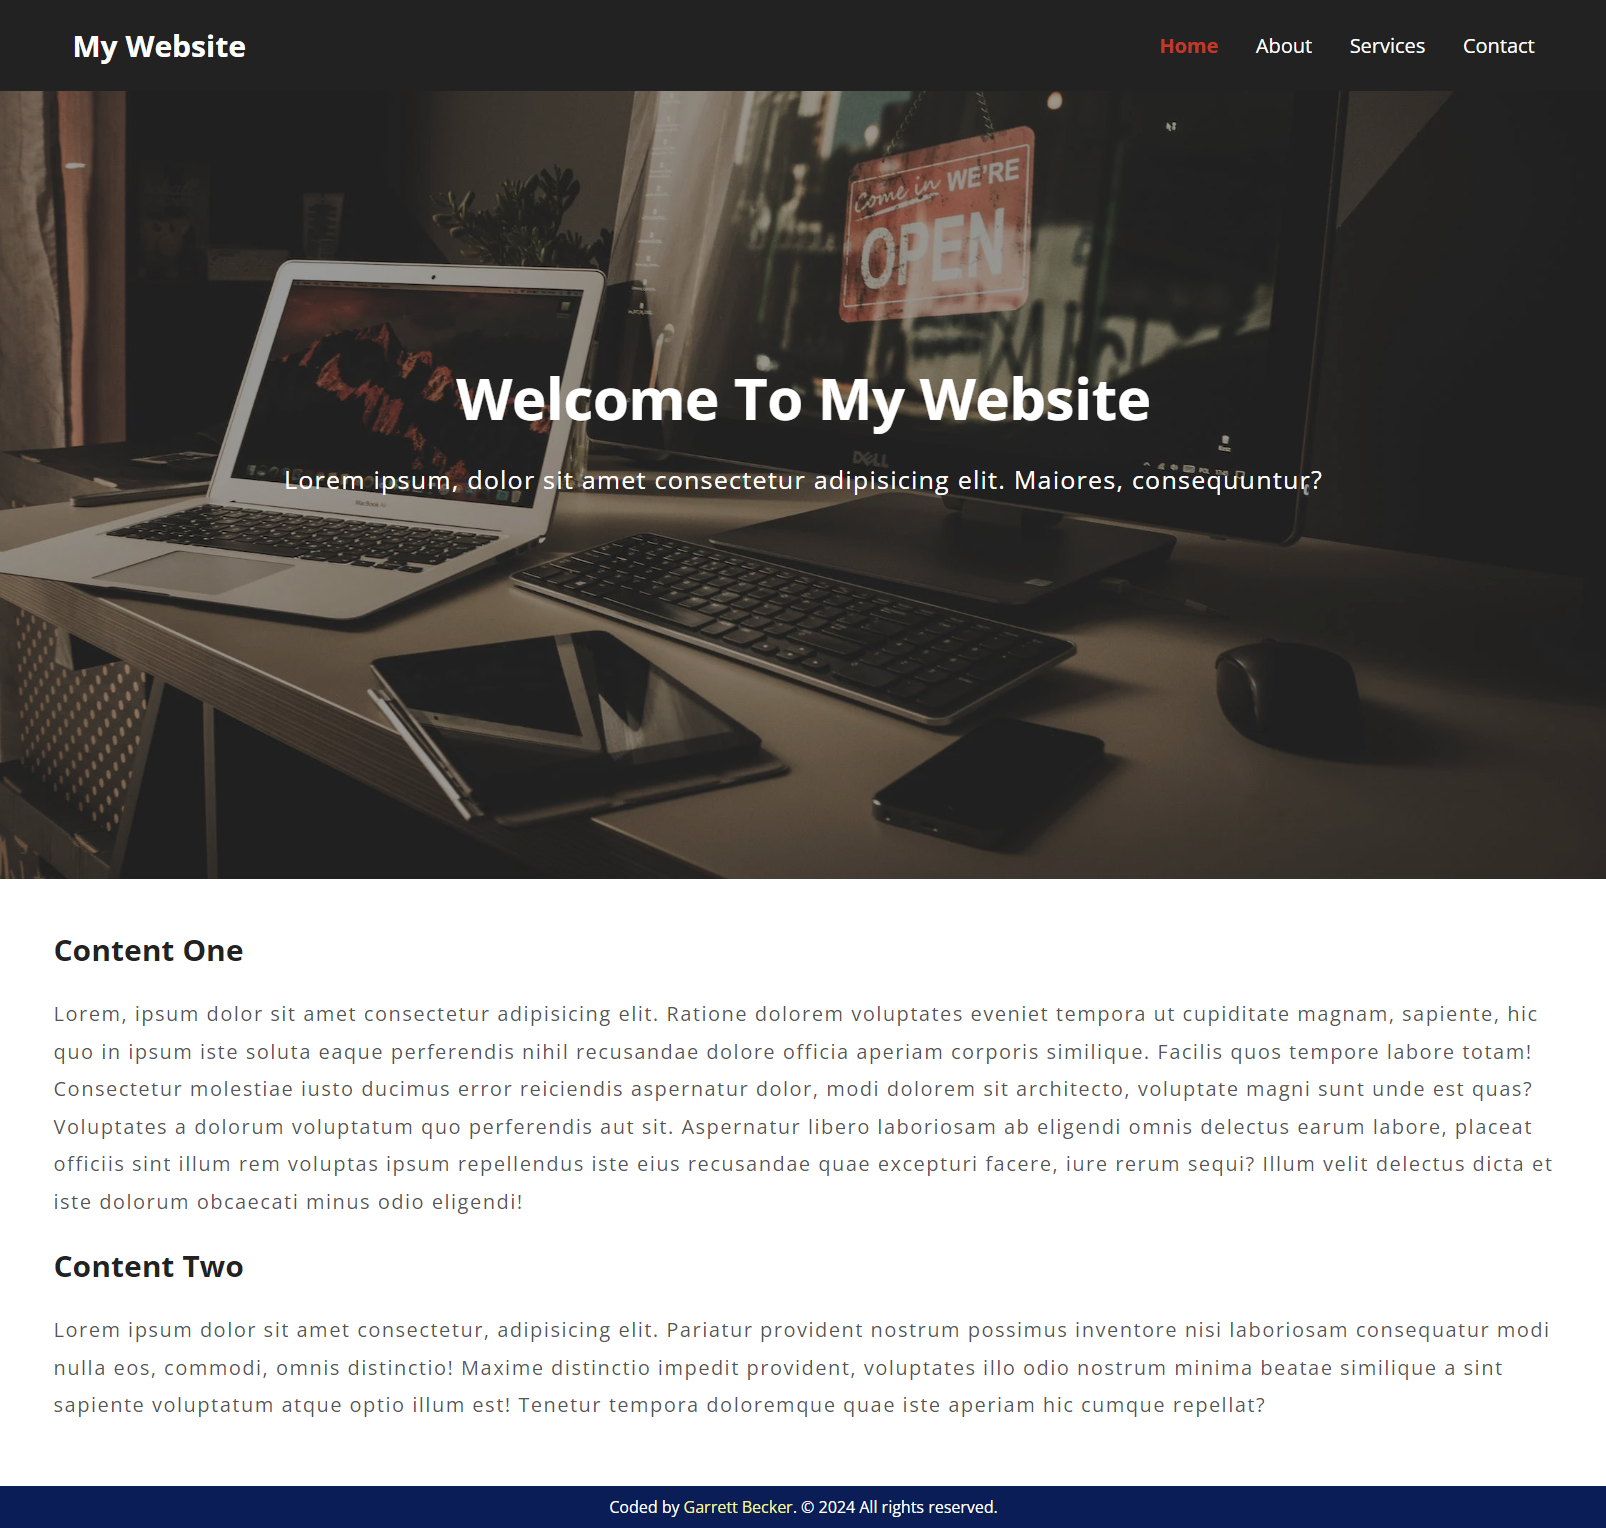 My Website
Home About Services Contact
Come in WE'RE
OPEN
Welcome To My Website
DELL
Lorem ipsum, dolor sit amet consectetur adipisicing elit. Maiores, consequuntur?
MacBook Air
Content One
Lorem, ipsum dolor sit amet consectetur adipisicing elit. Ratione dolorem voluptates eveniet tempora ut cupiditate magnam, sapiente, hic
quo in ipsum iste soluta eaque perferendis nihil recusandae dolore officia aperiam corporis similique. Facilis quos tempore labore totam!
Consectetur molestiae iusto ducimus error reiciendis aspernatur dolor, modi dolorem sit architecto, voluptate magni sunt unde est quas?
Voluptates a dolorum voluptatum quo perferendis aut sit. Aspernatur libero laboriosam ab eligendi omnis delectus earum labore, placeat
officiis sint illum rem voluptas ipsum repellendus iste eius recusandae quae excepturi facere, iure rerum sequi? Illum velit delectus dicta et
iste dolorum obcaecati minus odio eligendi!
Content Two
Lorem ipsum dolor sit amet consectetur, adipisicing elit. Pariatur provident nostrum possimus inventore nisi laboriosam consequatur modi
nulla eos, commodi, omnis distinctio! Maxime distinctio impedit provident, voluptates illo odio nostrum minima beatae similique a sint
sapiente voluptatum atque optio illum est! Tenetur tempora doloremque quae iste aperiam hic cumque repellat?
Coded by Garrett Becker. © 2024 All rights reserved.